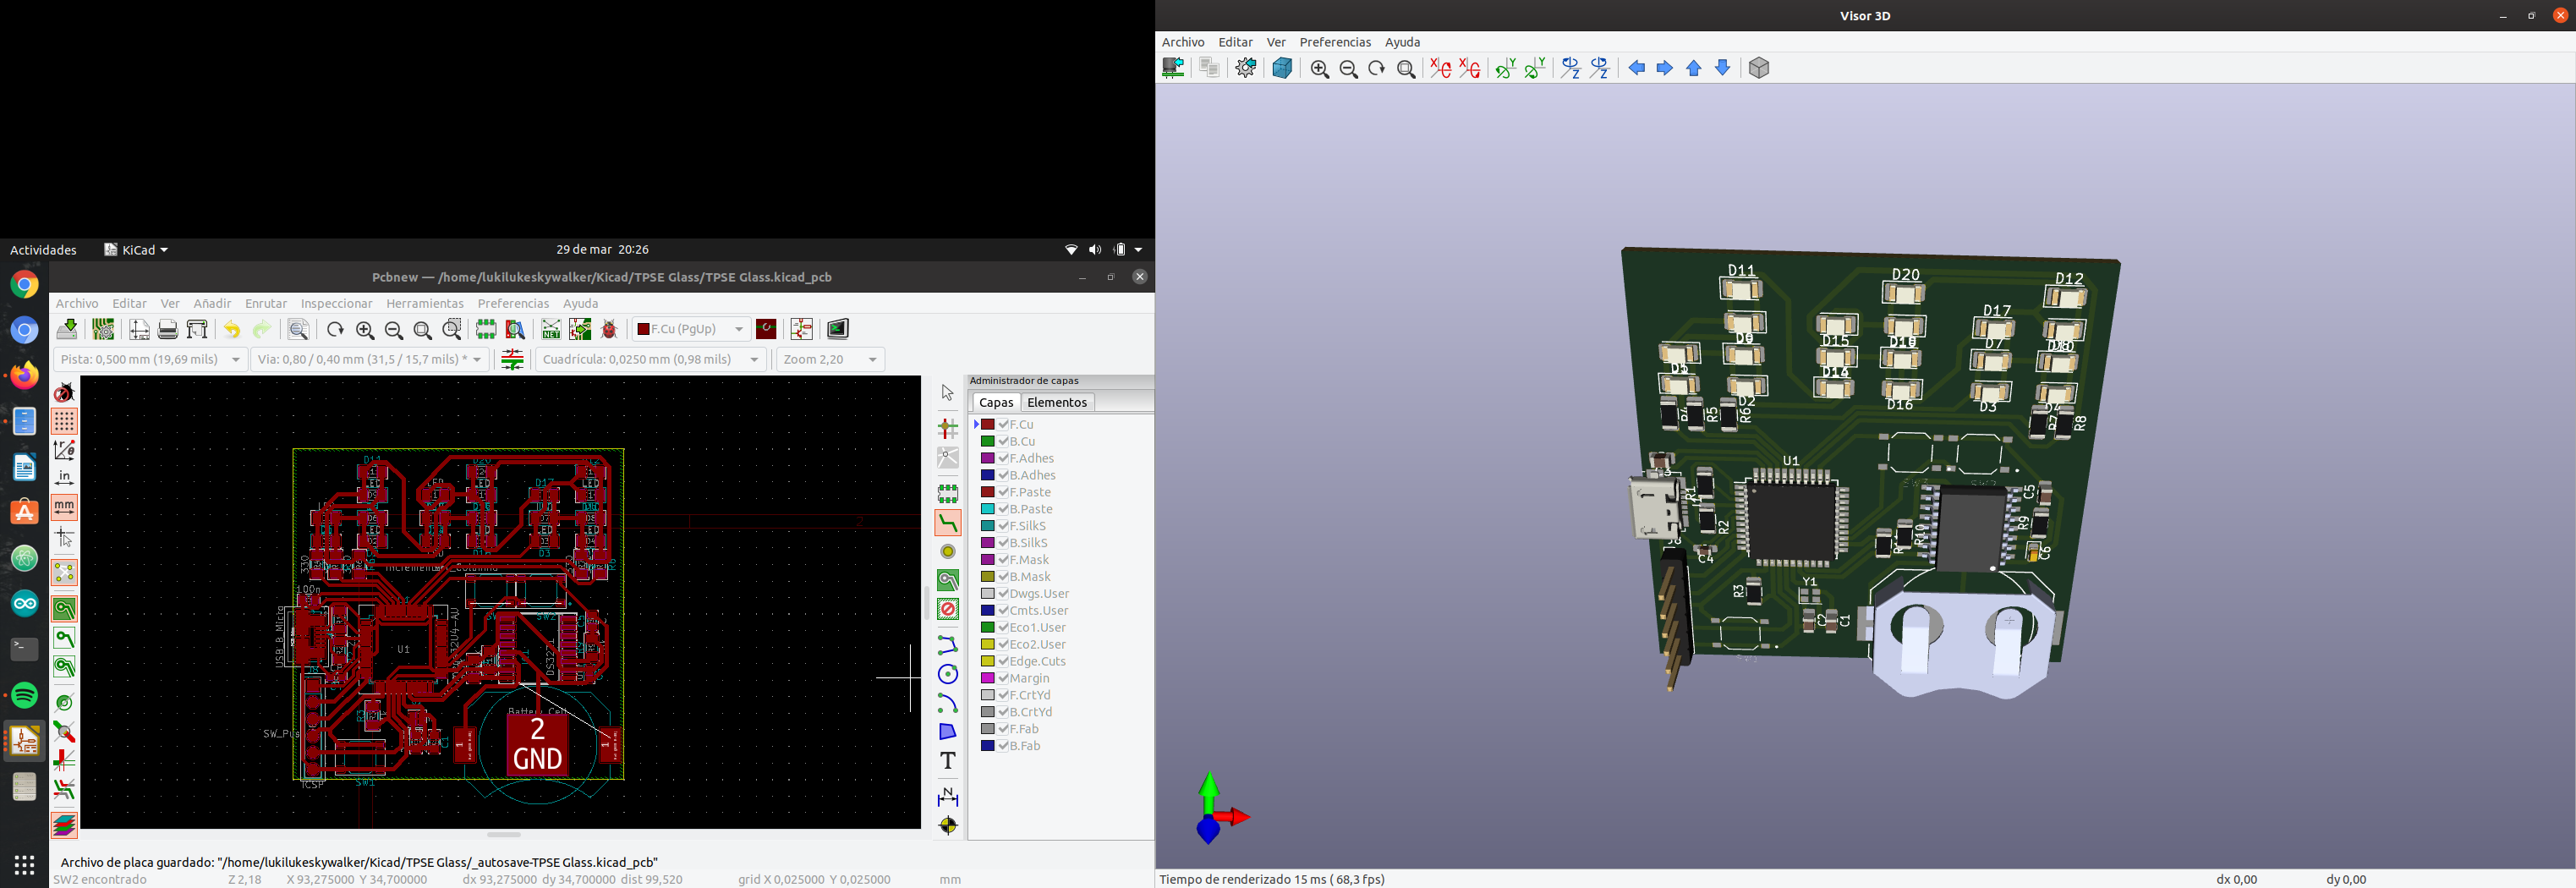 Actividades
KiCad
29 de mar 20:26
Pcbnew — /home/lukilukeskywalker/Kicad/TPSE Glass/TPSE Glass.kicad_pcb
Archivo Editar Ver Añadir Enrutar Inspeccionar Herramientas Preferencias Ayuda
NET
F.Cu (PgUp)
Pista: 0,500 mm (19,69 mils)
Via: 0,80 / 0,40 mm (31,5 / 15,7 mils) *
Cuadrícula: 0,0250 mm (0,98 mils)
Zoom 2,20
in
mm
Administrador de capas
Capas Elementos
F.Cu
B.Cu
F.Adhes
B.Adhes
F.Paste
B.Paste
F.SilkS
B.SilkS
F.Mask
B.Mask
Dwgs.User
Cmts.User
Eco1.User
Eco2.User
Edge.Cuts
Margin
F.CrtYd
B.CrtYd
F.Fab
B.Fab
D17
D3
330
100n
USB_B_Micro
U1
SW2
Battery_Cell
2
GND
1
1
ICSP
SW1
Archivo de placa guardado: "/home/lukilukeskywalker/Kicad/TPSE Glass/_autosave-TPSE Glass.kicad_pcb"
SW2 encontrado
Z 2,18
X 93,275000 Y 34,700000
dx 93,275000 dy 34,700000 dist 99,520
grid X 0,025000 Y 0,025000
mm
Visor 3D
Archivo Editar Ver Preferencias Ayuda
D11
D20
D12
D17
D15
D7
D2
D16
D3
R5
R6
R7
R8
U1
R1
R2
C4
R3
Y1
C2
C1
R10
C5
R9
C6
Tiempo de renderizado 15 ms ( 68,3 fps)
dx 0,00
dy 0,00